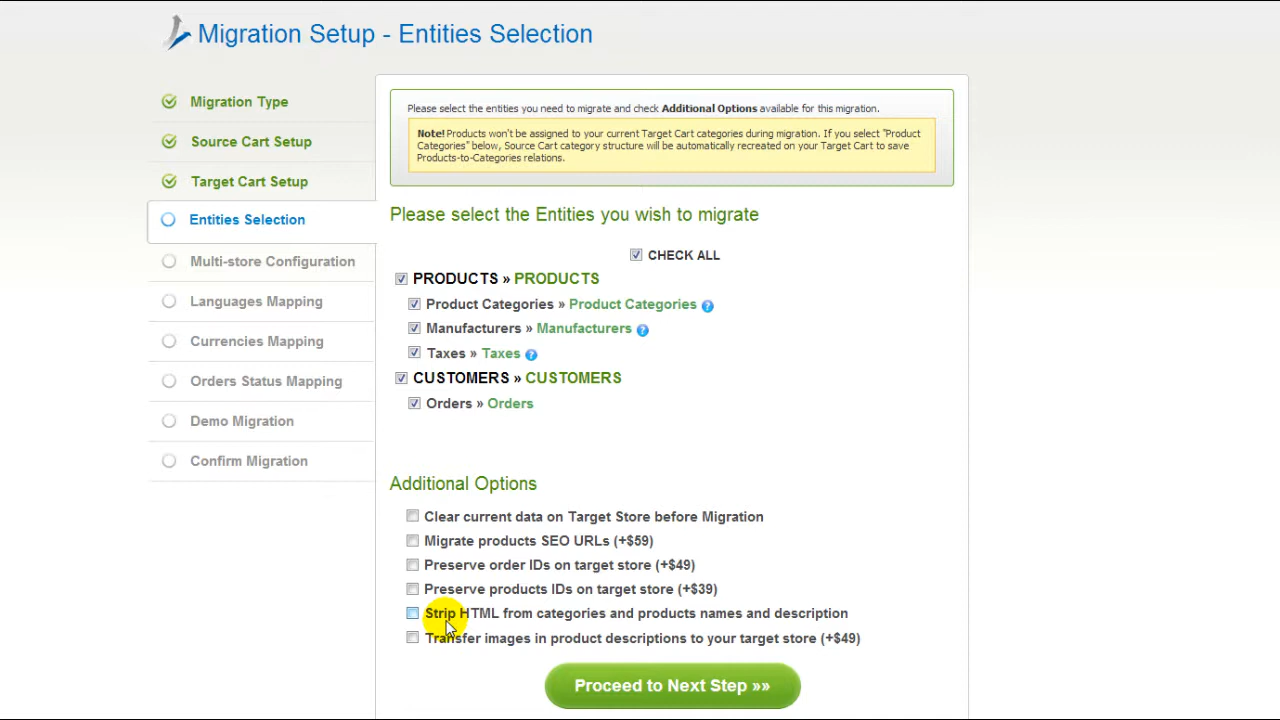 Migration Setup - Entities Selection
Migration Type
Source Cart Setup
Target Cart Setup
Entities Selection
Multi-store Configuration
Languages Mapping
Currencies Mapping
Orders Status Mapping
Demo Migration
Confirm Migration
Please select the entities you need to migrate and check Additional Options available for this migration.
Note! Products won't be assigned to your current Target Cart categories during migration. If you select "Product
Categories" below, Source Cart category structure will be automatically recreated on your Target Cart to save
Products-to-Categories relations.
Please select the Entities you wish to migrate
CHECK ALL
PRODUCTS » PRODUCTS
Product Categories » Product Categories ?
Manufacturers » Manufacturers ?
Taxes » Taxes ?
CUSTOMERS » CUSTOMERS
Orders » Orders
Additional Options
Clear current data on Target Store before Migration
Migrate products SEO URLs (+$59)
Preserve order IDs on target store (+$49)
Preserve products IDs on target store (+$39)
Strip HTML from categories and products names and description
Transfer images in product descriptions to your target store (+$49)
Proceed to Next Step »»